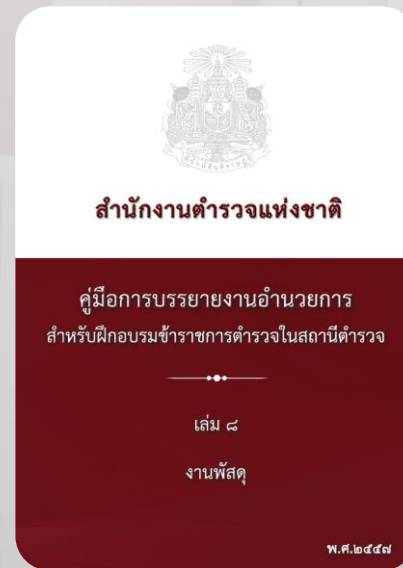 สำนักงานตำรวจแห่งชาติ
คู่มือการบรรยายงานอำนวยการ
สำหรับฝึกอบรมข้าราชการตำรวจในสถานีตำรวจ
เล่ม ๘
งานพัสดุ
พ.ศ.๒๕๕๗